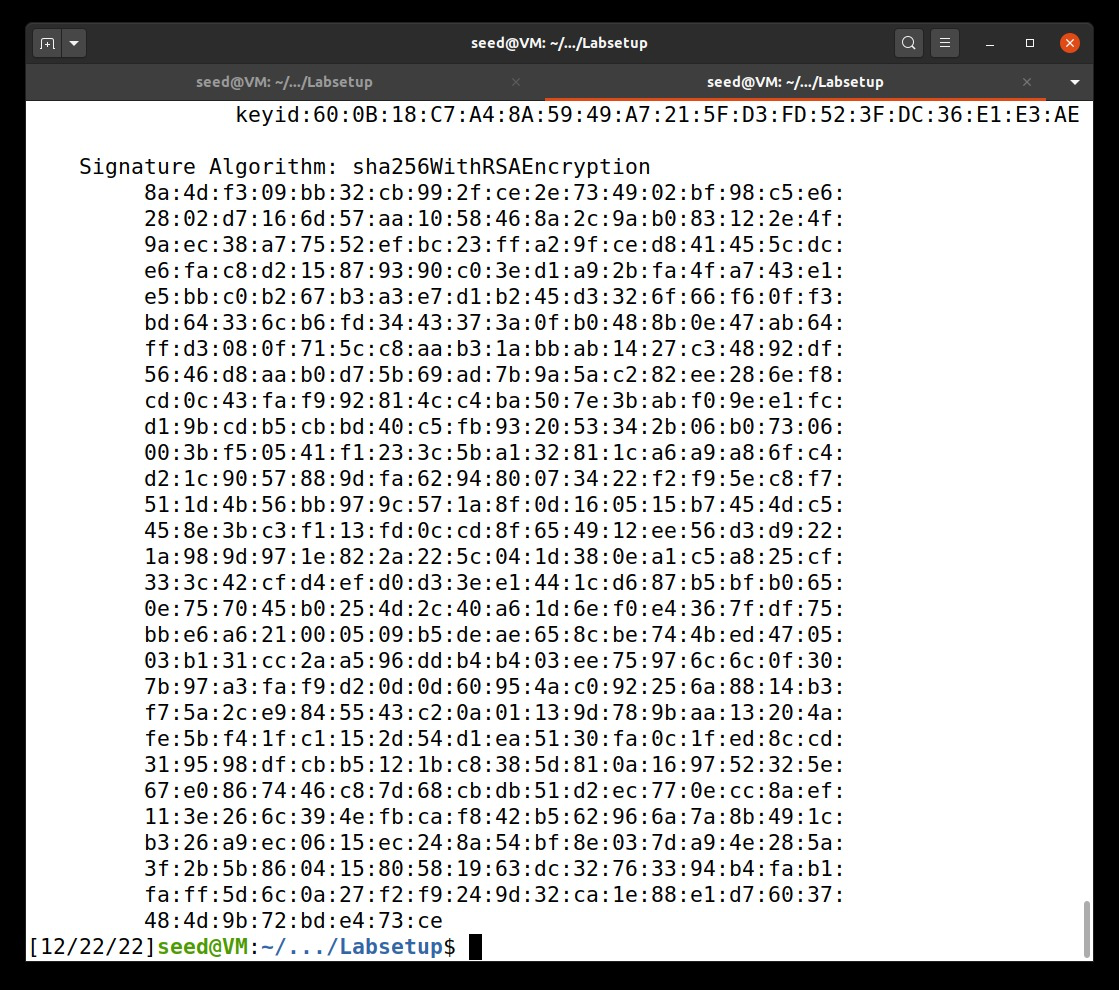 seed@VM: ~/.../Labsetup
seed@VM: ~/.../Labsetup
seed@VM: ~/.../Labsetup
keyid:60:0B:18:C7:A4:8A:59:49:A7:21:5F:D3:FD:52:3F:DC:36:E1:E3:AE
Signature Algorithm: sha256WithRSAEncryption
8a:4d:f3:09:bb:32:cb:99:2f:ce:2e:73:49:02:bf:98:c5:e6:
28:02:d7:16:6d:57:aa:10:58:46:8a:2c:9a:b0:83:12:2e:4f:
9a:ec:38:a7:75:52:ef:bc:23:ff:a2:9f:ce:d8:41:45:5c:dc:
e6:fa:c8:d2:15:87:93:90:c0:3e:d1:a9:2b:fa:4f:a7:43:e1:
e5:bb:c0:b2:67:b3:a3:e7:d1:b2:45:d3:32:6f:66:f6:0f:f3:
bd:64:33:6c:b6:fd:34:43:37:3a:0f:b0:48:8b:0e:47:ab:64:
ff:d3:08:0f:71:5c:c8:aa:b3:1a:bb:ab:14:27:c3:48:92:df:
56:46:d8:aa:b0:d7:5b:69:ad:7b:9a:5a:c2:82:ee:28:6e:f8:
cd:0c:43:fa:f9:92:81:4c:c4:ba:50:7e:3b:ab:f0:9e:e1:fc:
d1:9b:cd:b5:cb:bd:40:c5:fb:93:20:53:34:2b:06:b0:73:06:
00:3b:f5:05:41:f1:23:3c:5b:a1:32:81:1c:a6:a9:a8:6f:c4:
d2:1c:90:57:88:9d:fa:62:94:80:07:34:22:f2:f9:5e:c8:f7:
51:1d:4b:56:bb:97:9c:57:1a:8f:0d:16:05:15:b7:45:4d:c5:
45:8e:3b:c3:f1:13:fd:0c:cd:8f:65:49:12:ee:56:d3:d9:22:
1a:98:9d:97:1e:82:2a:22:5c:04:1d:38:0e:a1:c5:a8:25:cf:
33:3c:42:cf:d4:ef:d0:d3:3e:e1:44:1c:d6:87:b5:bf:b0:65:
0e:75:70:45:b0:25:4d:2c:40:a6:1d:6e:f0:e4:36:7f:df:75:
bb:e6:a6:21:00:05:09:b5:de:ae:65:8c:be:74:4b:ed:47:05:
03:b1:31:cc:2a:a5:96:dd:b4:b4:03:ee:75:97:6c:6c:0f:30:
7b:97:a3:fa:f9:d2:0d:0d:60:95:4a:c0:92:25:6a:88:14:b3:
f7:5a:2c:e9:84:55:43:c2:0a:01:13:9d:78:9b:aa:13:20:4a:
fe:5b:f4:1f:c1:15:2d:54:d1:ea:51:30:fa:0c:1f:ed:8c:cd:
31:95:98:df:cb:b5:12:1b:c8:38:5d:81:0a:16:97:52:32:5e:
67:e0:86:74:46:c8:7d:68:cb:db:51:d2:ec:77:0e:cc:8a:ef:
11:3e:26:6c:39:4e:fb:ca:f8:42:b5:62:96:6a:7a:8b:49:1c:
b3:26:a9:ec:06:15:ec:24:8a:54:bf:8e:03:7d:a9:4e:28:5a:
3f:2b:5b:86:04:15:80:58:19:63:dc:32:76:33:94:b4:fa:b1:
fa:ff:5d:6c:0a:27:f2:f9:24:9d:32:ca:1e:88:e1:d7:60:37:
48:4d:9b:72:bd:e4:73:ce
[12/22/22]seed@VM:~/.../Labsetup$